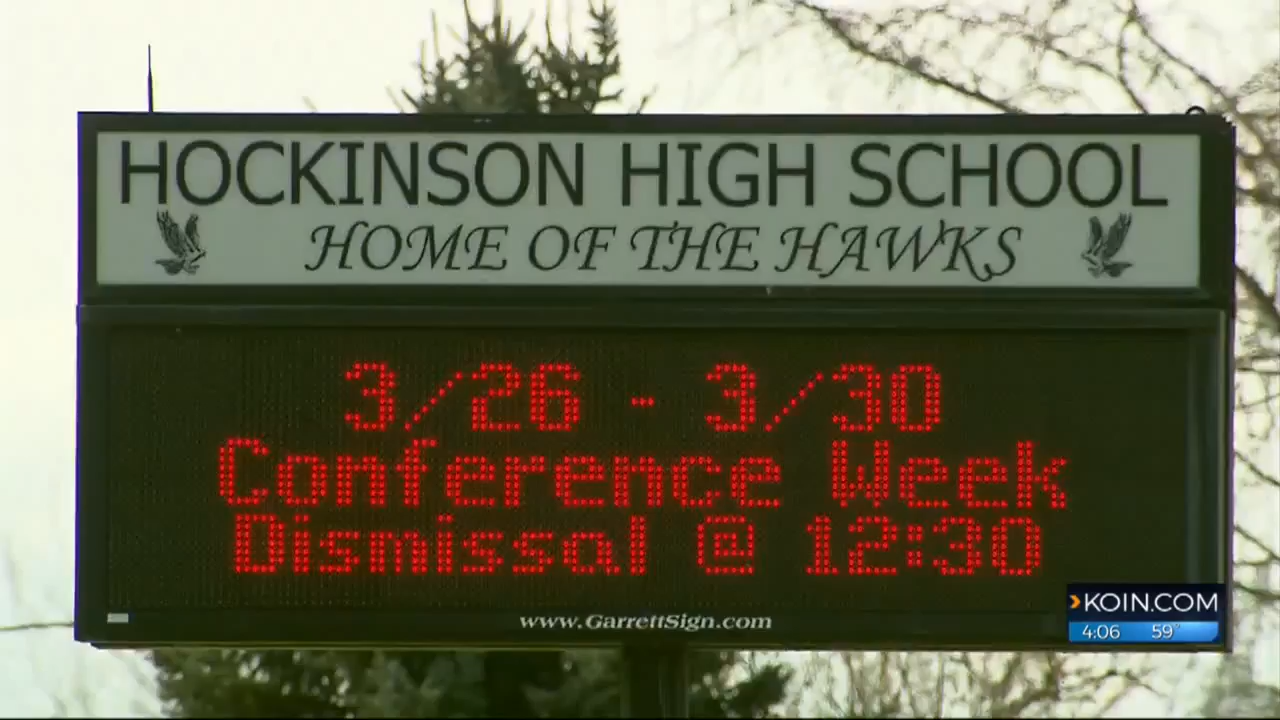 HOCKINSON HIGH SCHOOL
HOME OF THE HAWKS
3/26 - 3/30
Conference Week
Dismissal @ 12:30
www.GarrettSign.com
KOIN.COM
4:06 59°